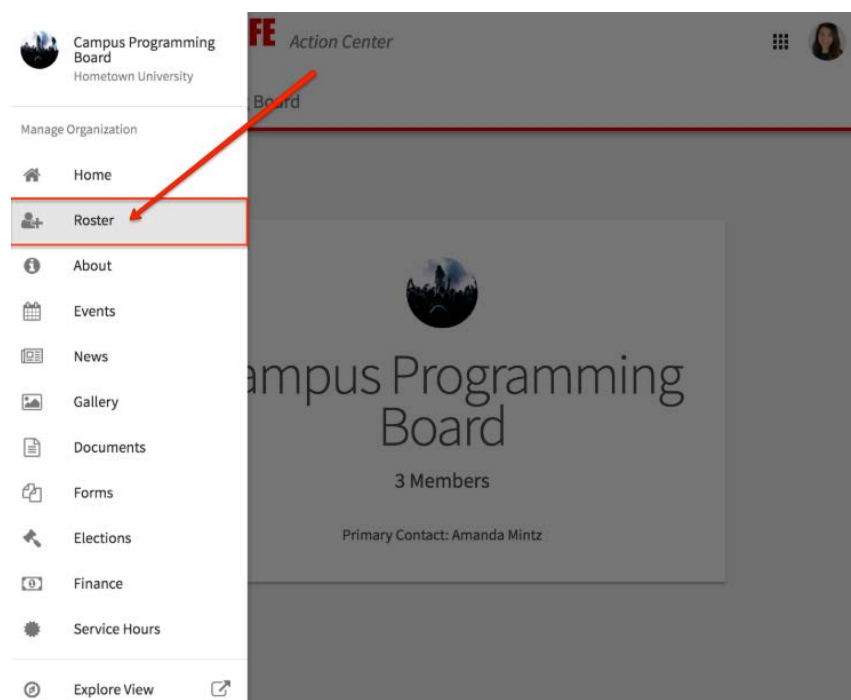 Campus Programming
Board
Hometown University
FE Action Center
Board
Manage Organization
Home
Roster
About
Events
News
Gallery
Documents
Forms
Elections
Finance
Service Hours
Explore View
ampus Programming
Board
3 Members
Primary Contact: Amanda Mintz